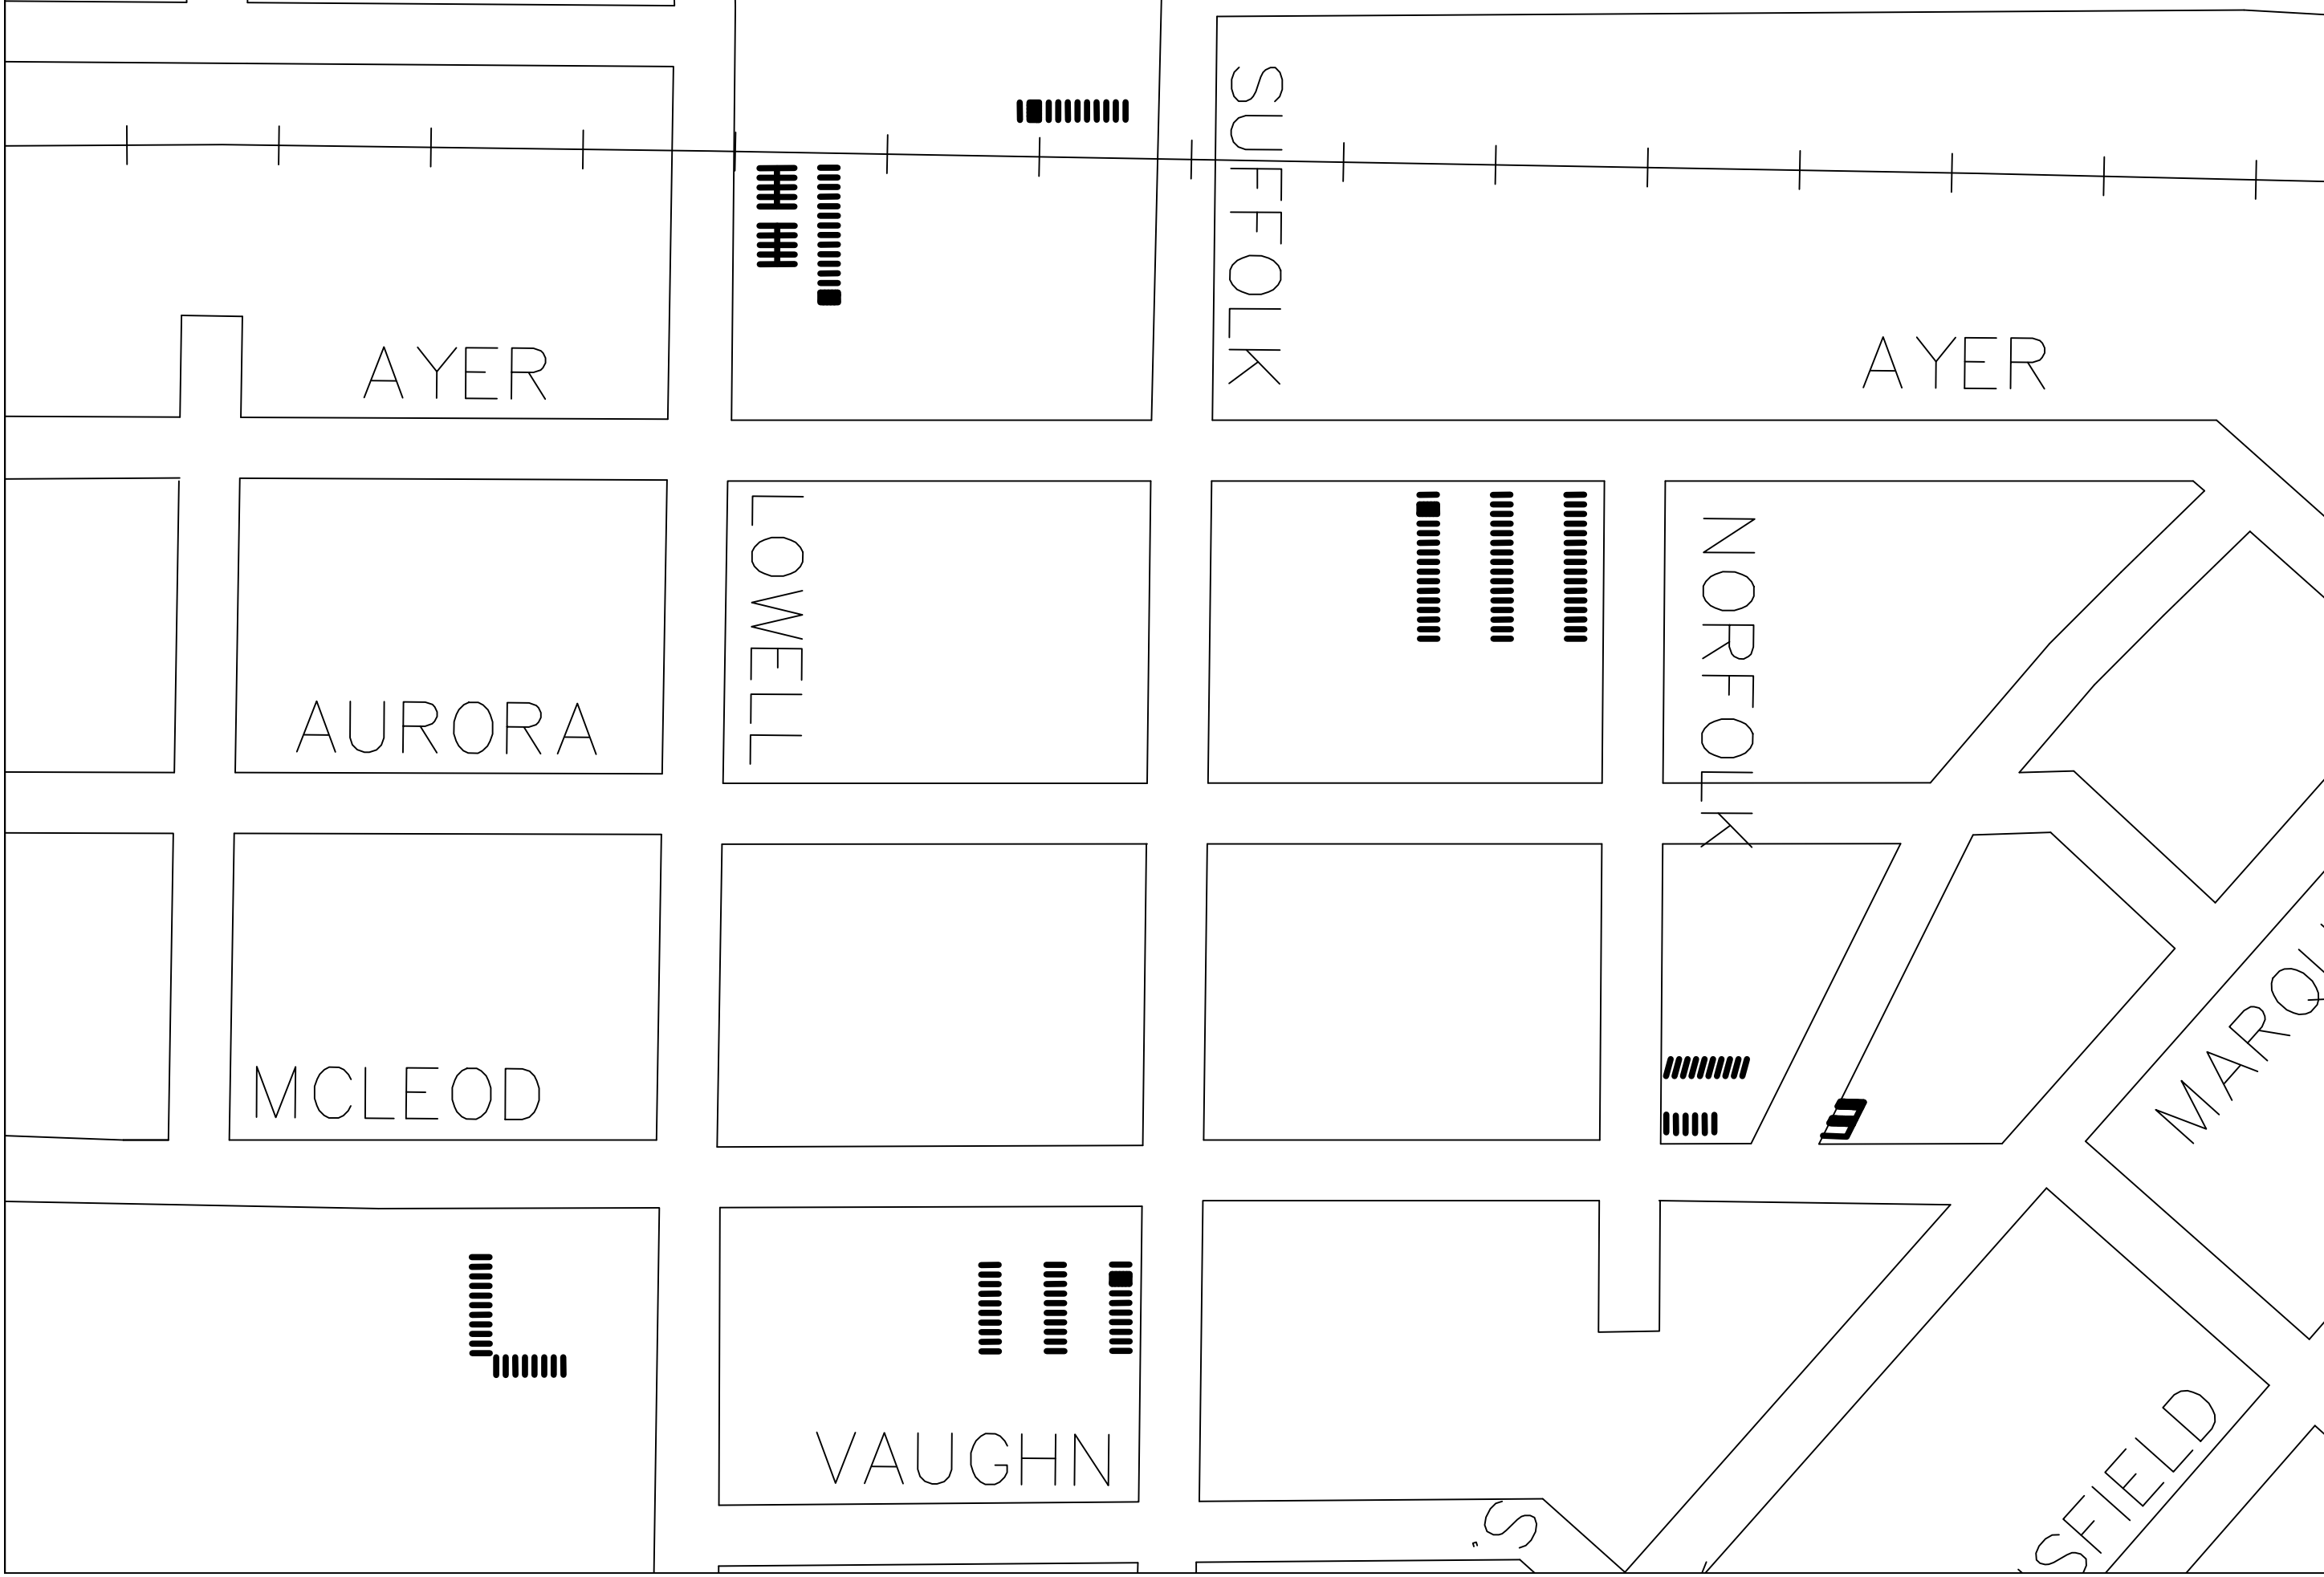 SUFFOLK
AYER
AYER
LOWELL
NORFOLK
AURORA
MCLEOD
VAUGHN